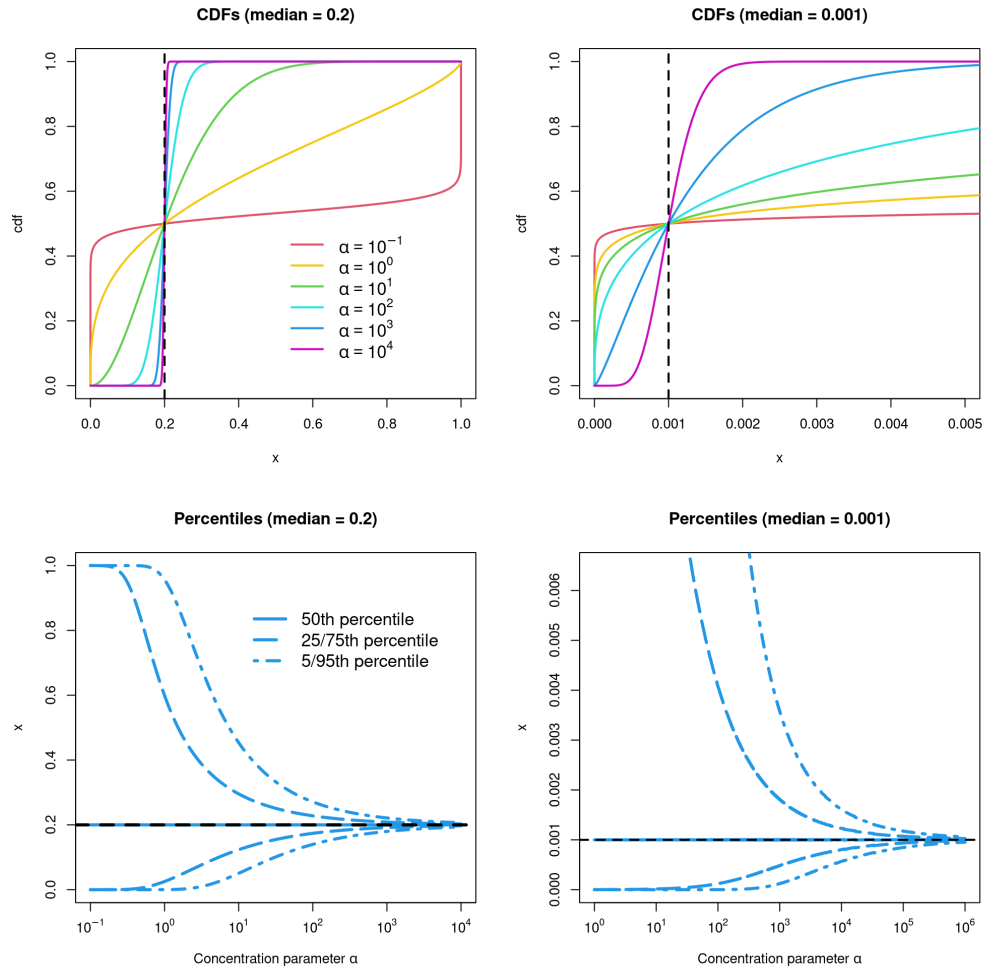 CDFs (median = 0.2)
cdf
0.0 0.2 0.4 0.6 0.8 1.0
α = 10⁻¹
α = 10⁰
α = 10¹
α = 10²
α = 10³
α = 10⁴
0.0 0.2 0.4 0.6 0.8 1.0
x
CDFs (median = 0.001)
cdf
0.0 0.2 0.4 0.6 0.8 1.0
0.000 0.001 0.002 0.003 0.004 0.005
x
Percentiles (median = 0.2)
x
0.0 0.2 0.4 0.6 0.8 1.0
50th percentile
25/75th percentile
5/95th percentile
10⁻¹ 10⁰ 10¹ 10² 10³ 10⁴
Concentration parameter α
Percentiles (median = 0.001)
x
0.000 0.001 0.002 0.003 0.004 0.005 0.006
10⁰ 10¹ 10² 10³ 10⁴ 10⁵ 10⁶
Concentration parameter α